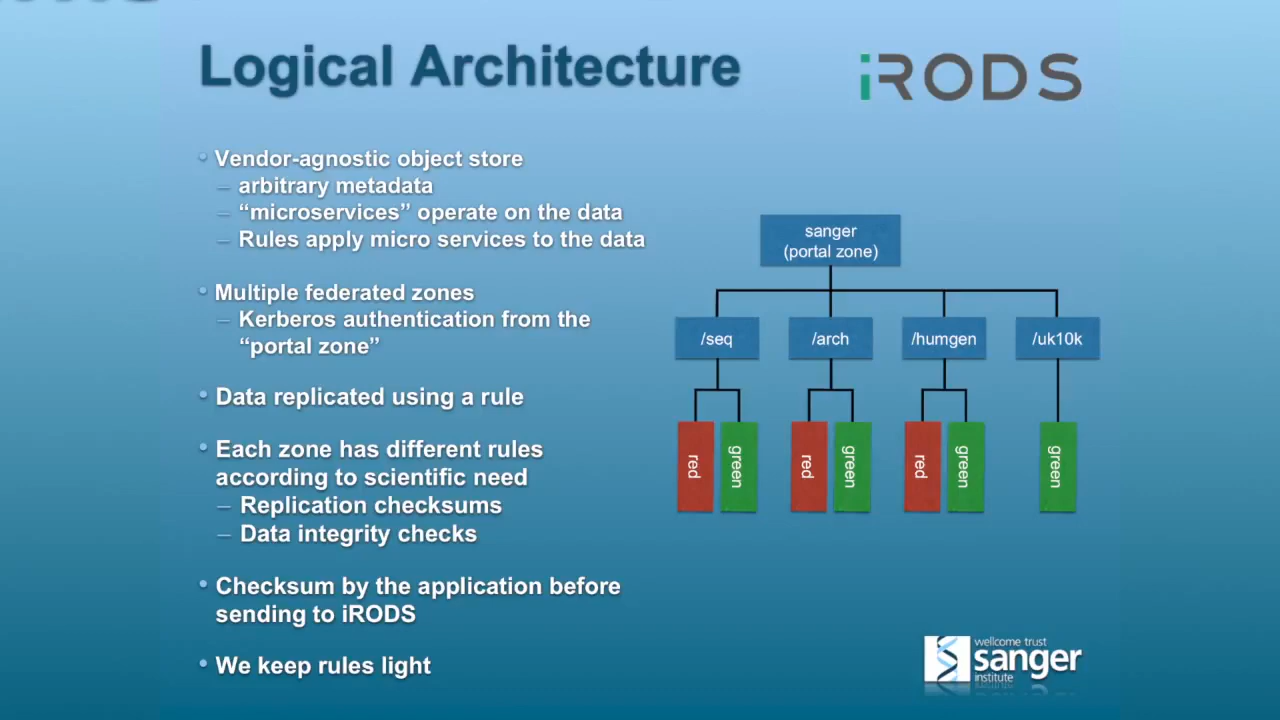 Logical Architecture
iRODS
• Vendor-agnostic object store
– arbitrary metadata
– “microservices” operate on the data
– Rules apply micro services to the data
• Multiple federated zones
– Kerberos authentication from the
“portal zone”
• Data replicated using a rule
• Each zone has different rules
according to scientific need
– Replication checksums
– Data integrity checks
• Checksum by the application before
sending to iRODS
• We keep rules light
sanger
(portal zone)
/seq
/arch
/humgen
/uk10k
red
green
red
green
red
green
green
wellcome trust
sanger
institute